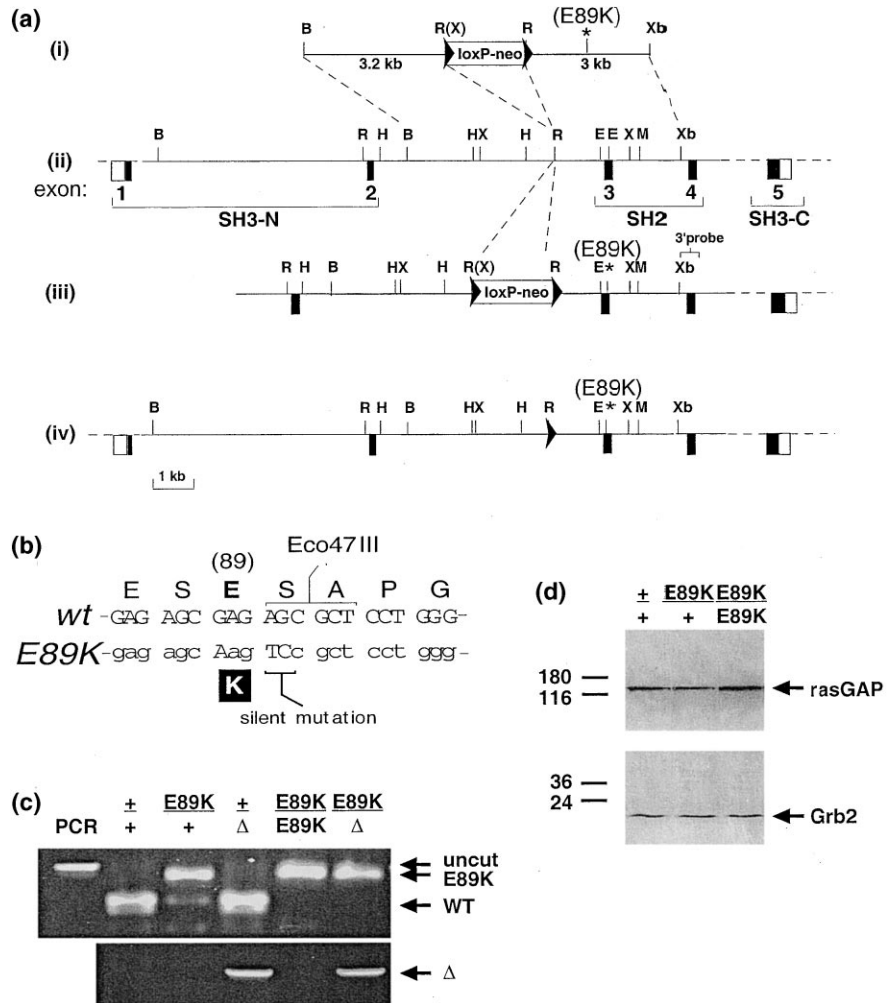 (a)
(E89K)
B R(X) R * Xb
(i) loxP-neo
3.2 kb 3 kb
B R H B HX H R E E X M Xb
(ii)
exon: 1 2 3 4 5
SH3-N SH2 SH3-C
(E89K) 3'probe
R H B HX H R(X) R E * X M Xb
(iii) loxP-neo
(E89K)
B R H B HX H R E * X M Xb
(iv)
1 kb
(b)
(89) Eco47III
E S E S A P G
wt -GAG AGC GAG AGC GCT CCT GGG-
E89K -gag agc Aag TCc gct cct ggg-
K
silent mutation
(c)
+ E89K + E89K E89K
PCR + + Δ E89K Δ
uncut
E89K
WT
Δ
(d)
+ E89K E89K
+ + E89K
180
116
rasGAP
36
24
Grb2